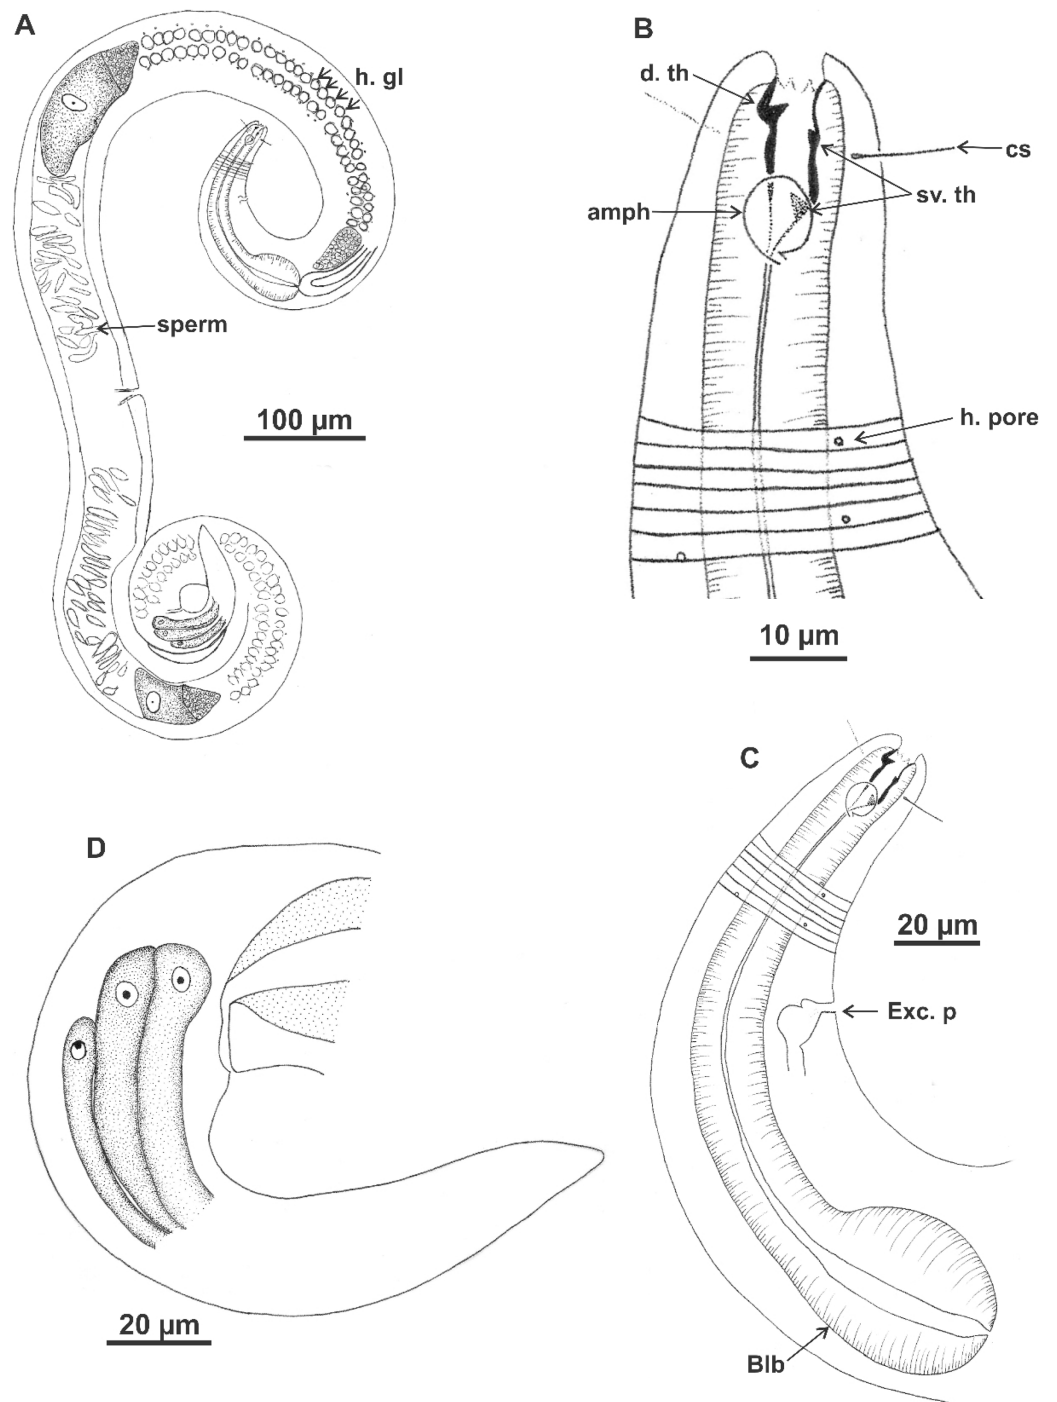 A
h. gl
sperm
100 µm
B
d. th
cs
sv. th
amph
h. pore
10 µm
C
20 µm
Exc. p
Blb
D
20 µm